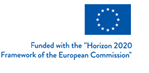 Funded with the "Horizon 2020
Framework of the European Commission"